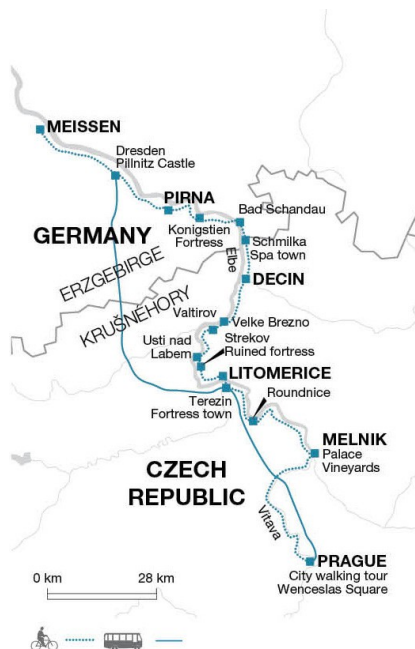 MEISSEN
Dresden
Pillnitz Castle
PIRNA
Konigstien
Fortress
Bad Schandau
GERMANY
Schmilka
Spa town
Elbe
ERZGEBIRGE
DECIN
KRUŠNÉHORY
Valtirov
Velke Brezno
Usti nad
Labem
Strekov
Ruined fortress
LITOMERICE
Terezin
Fortress town
Roundnice
MELNIK
Palace
Vineyards
CZECH
REPUBLIC
Vltava
PRAGUE
City walking tour
Wenceslas Square
0 km
28 km